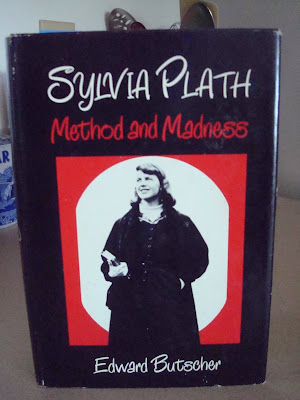 SYLVIA PLATH
Method and Madness
Edward Butscher